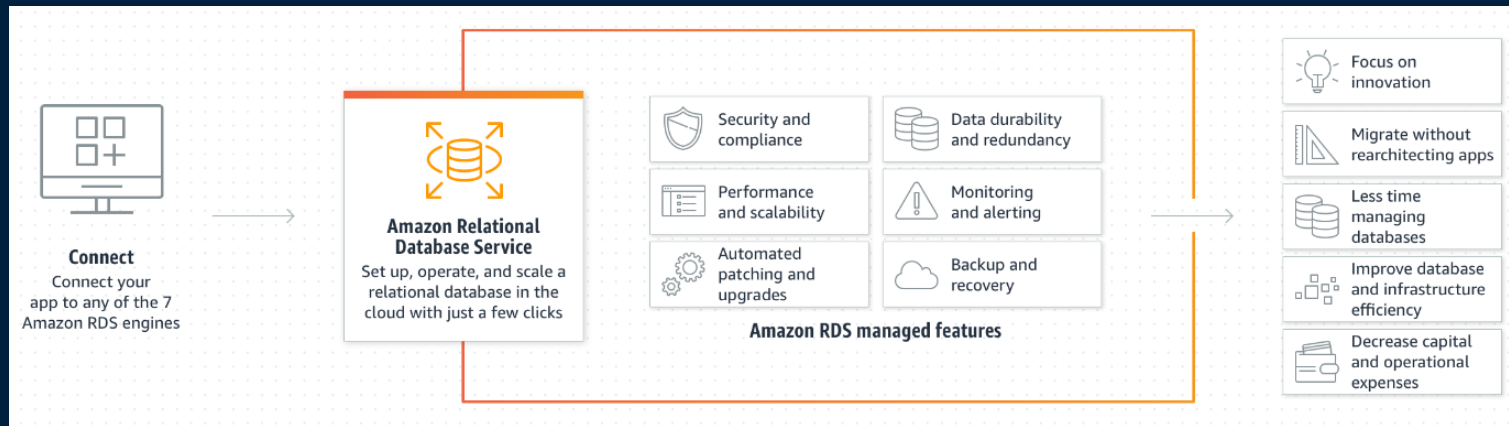 Connect
Connect your
app to any of the 7
Amazon RDS engines
Amazon Relational
Database Service
Set up, operate, and scale a
relational database in the
cloud with just a few clicks
Security and
compliance
Data durability
and redundancy
Performance
and scalability
Monitoring
and alerting
Automated
patching and
upgrades
Backup and
recovery
Amazon RDS managed features
Focus on
innovation
Migrate without
rearchitecting apps
Less time
managing
databases
Improve database
and infrastructure
efficiency
Decrease capital
and operational
expenses